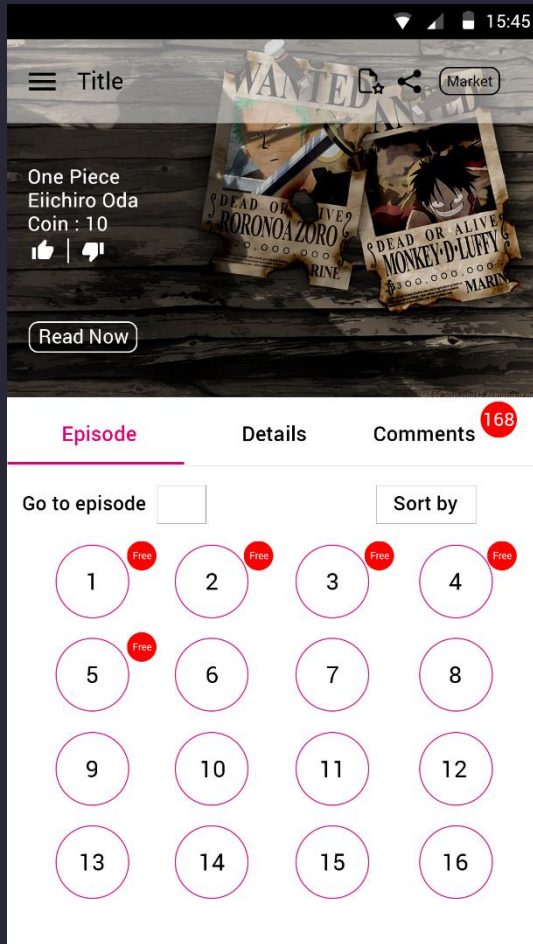 15:45
Title
Market
WANTED
WANTED
One Piece
Eiichiro Oda
Coin : 10
DEAD OR ALIVE
RORONOA ZORO
MARINE
DEAD OR ALIVE
MONKEY·D·LUFFY
MARIN
Read Now
Episode
Details
Comments
168
Go to episode
Sort by
1 Free
2 Free
3 Free
4 Free
5 Free
6
7
8
9
10
11
12
13
14
15
16